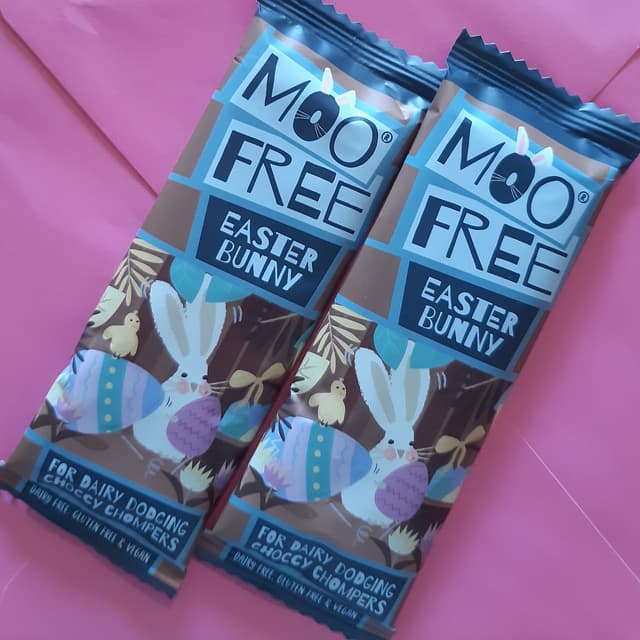 MOO®
FREE
EASTER
BUNNY
FOR DAIRY DODGING
CHOCCY CHOMPERS
DAIRY FREE, GLUTEN FREE & VEGAN
MOO®
FREE
EASTER
BUNNY
FOR DAIRY DODGING
CHOCCY CHOMPERS
DAIRY FREE, GLUTEN FREE & VEGAN